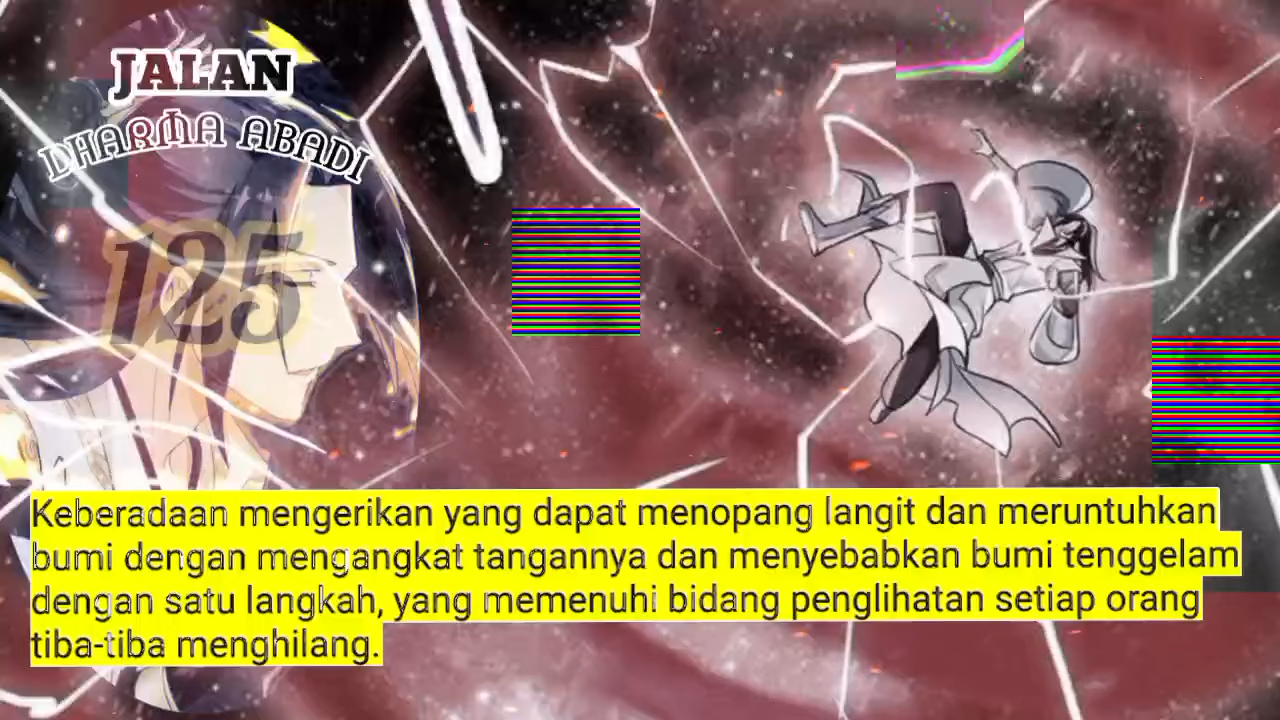 JALAN
DHARMA ABADI
125
Keberadaan mengerikan yang dapat menopang langit dan meruntuhkan
bumi dengan mengangkat tangannya dan menyebabkan bumi tenggelam
dengan satu langkah, yang memenuhi bidang penglihatan setiap orang
tiba-tiba menghilang.